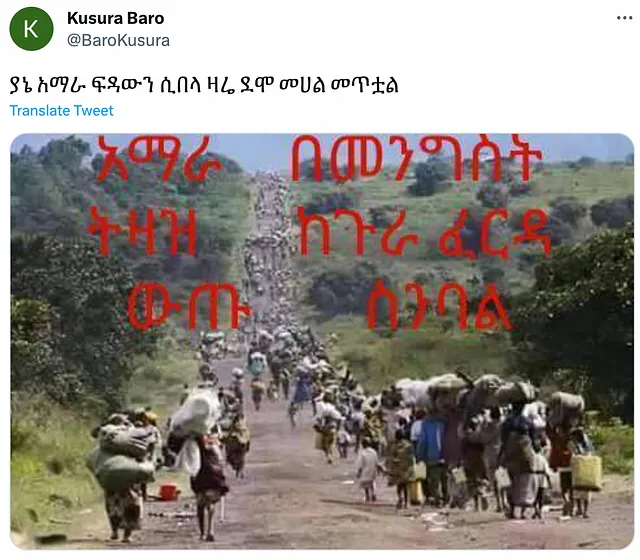 K
Kusura Baro
@BaroKusura
ያኔ አማራ ፍዳውን ሲበላ ዛሬ ደሞ መሀል መጥቷል
Translate Tweet
አማራ በመንግስት
ትዛዝ ከጉራ ፈርዳ
ውጡ ስንባል